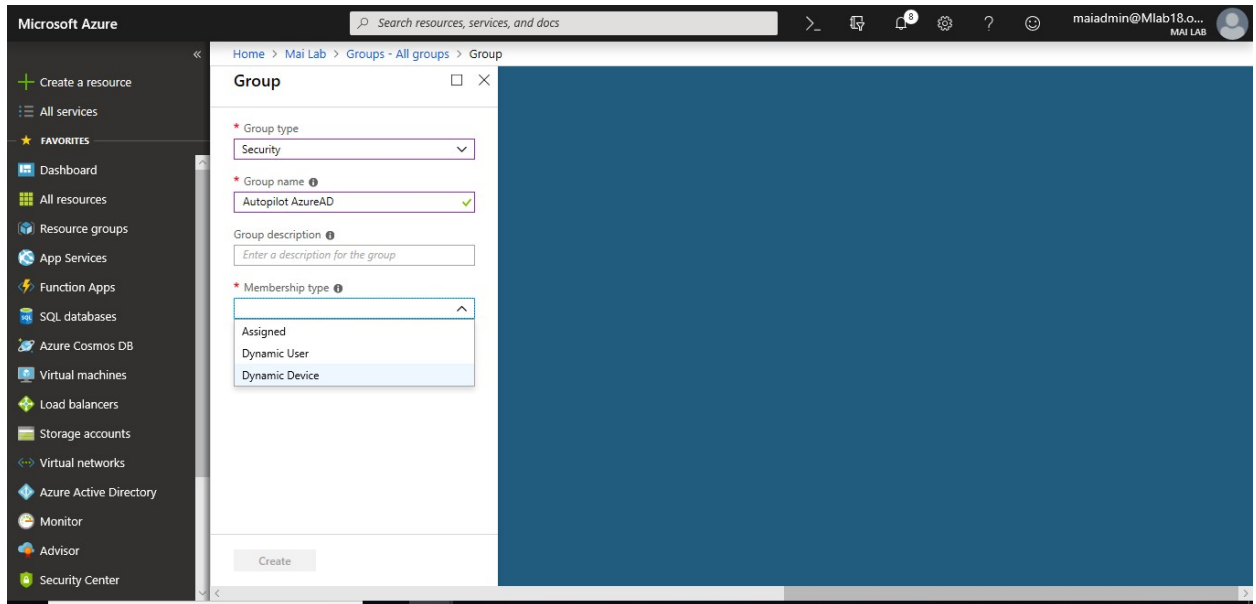 Microsoft Azure
Search resources, services, and docs
8
maiadmin@Mlab18.o...
MAI LAB
Home > Mai Lab > Groups - All groups > Group
Create a resource
All services
FAVORITES
Dashboard
All resources
Resource groups
App Services
Function Apps
SQL databases
Azure Cosmos DB
Virtual machines
Load balancers
Storage accounts
Virtual networks
Azure Active Directory
Monitor
Advisor
Security Center
Group
* Group type
Security
* Group name
Autopilot AzureAD
Group description
Enter a description for the group
* Membership type
Assigned
Dynamic User
Dynamic Device
Create